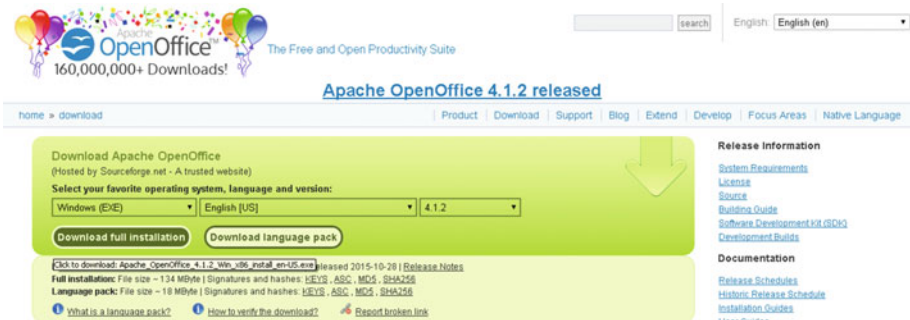 Apache
OpenOffice™
160,000,000+ Downloads!
The Free and Open Productivity Suite
search
English: English (en)
Apache OpenOffice 4.1.2 released
home » download
Product Download Support Blog Extend Develop Focus Areas Native Language
Download Apache OpenOffice
(Hosted by Sourceforge.net - A trusted website)
Select your favorite operating system, language and version:
Windows (EXE) English [US] 4.1.2
Download full installation Download language pack
Click to download: Apache_OpenOffice_4.1.2_Win_x86_install_en-US.exe
eleased 2015-10-28 | Release Notes
Full installation: File size ~ 134 MByte | Signatures and hashes: KEYS , ASC , MD5 , SHA256
Language pack: File size ~ 18 MByte | Signatures and hashes: KEYS , ASC , MD5 , SHA256
What is a language pack? How to verify the download? Report broken link
Release Information
System Requirements
License
Source
Building Guide
Software Development Kit (SDK)
Development Builds
Documentation
Release Schedules
Historic Release Schedule
Installation Guides